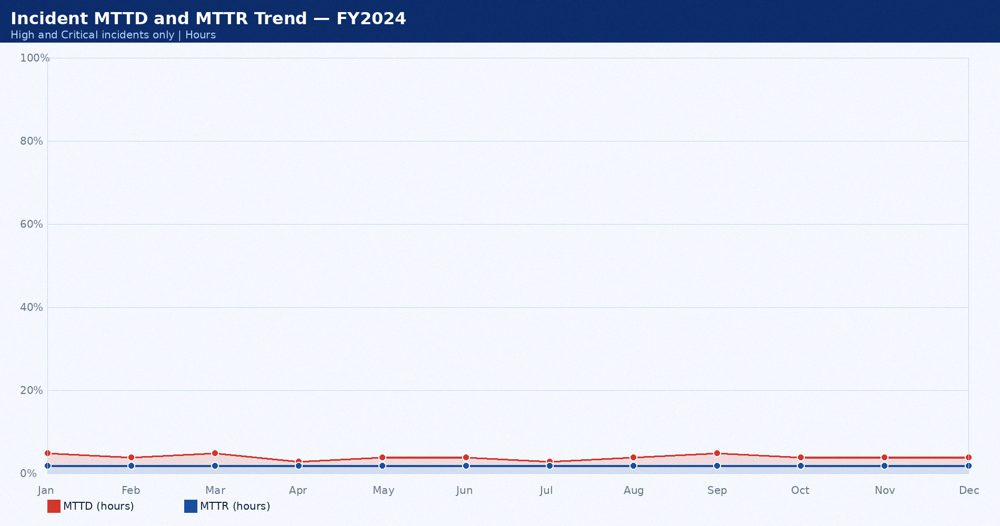 Incident MTTD and MTTR Trend — FY2024
High and Critical incidents only | Hours
100%
80%
60%
40%
20%
0%
Jan Feb Mar Apr May Jun Jul Aug Sep Oct Nov Dec
MTTD (hours) MTTR (hours)